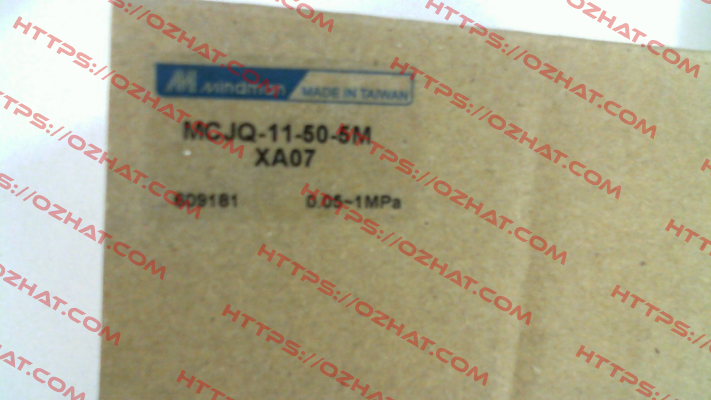 Mindman MADE IN TAIWAN
MCJQ-11-50-5M
XA07
609181 0.05~1MPa
HTTPS://OZHAT.COM